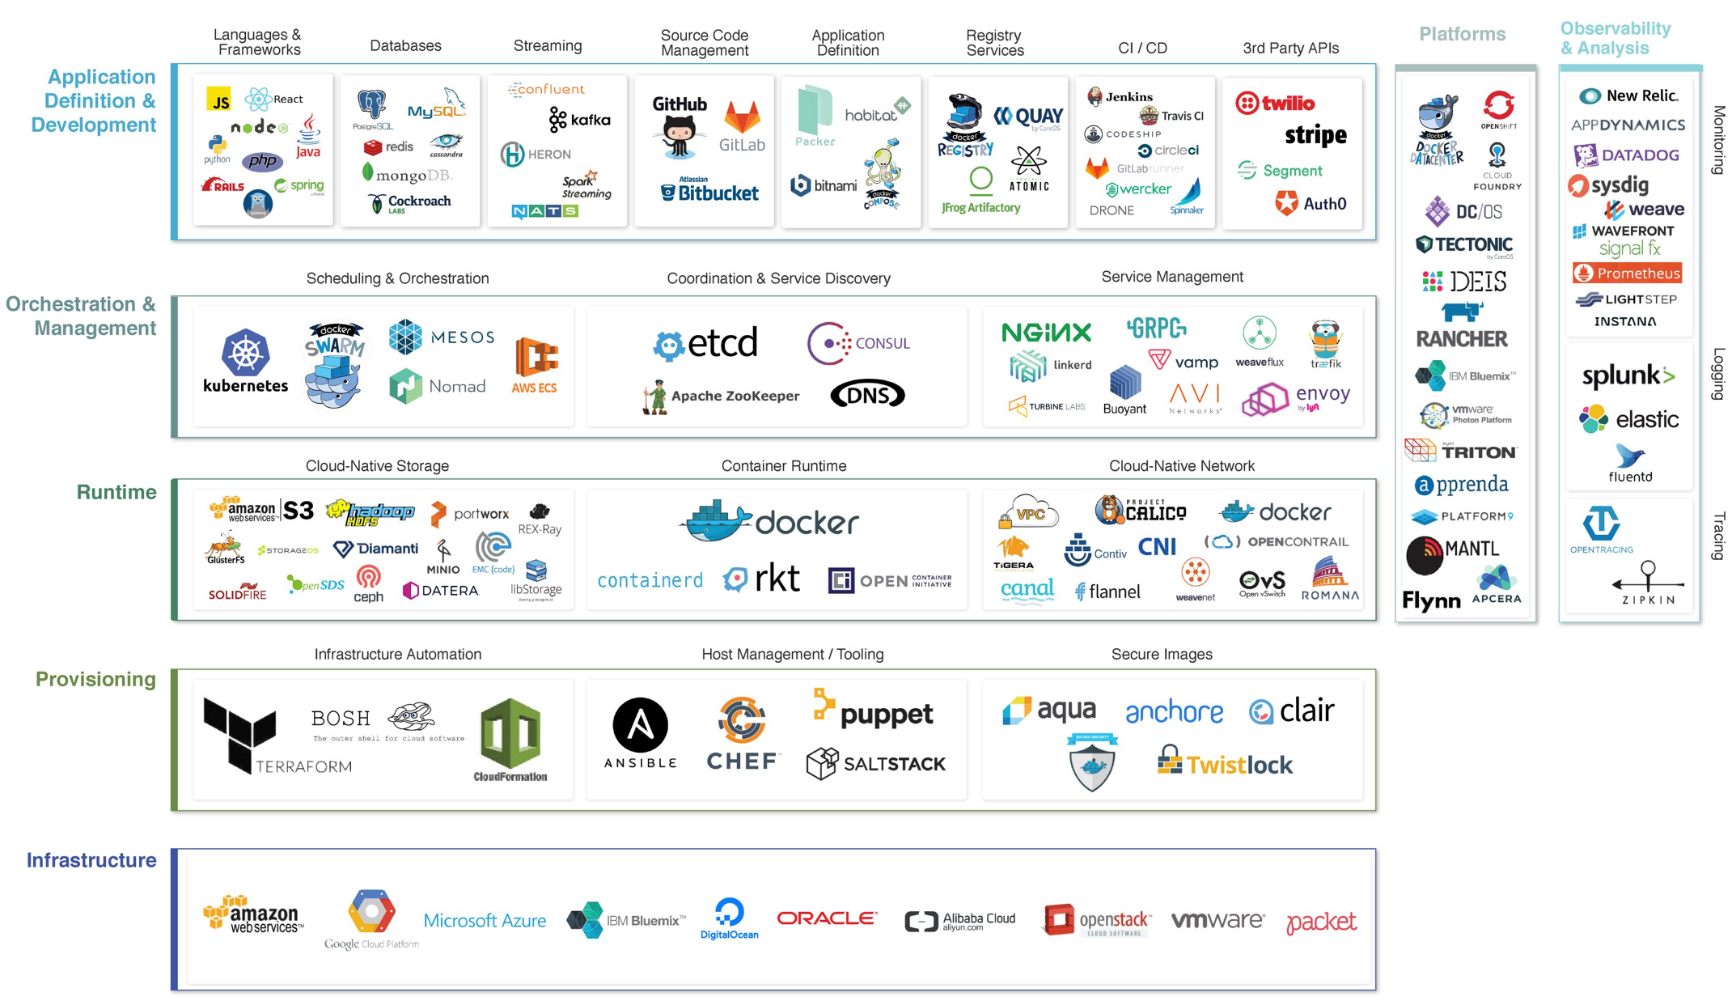 Platforms
Observability
& Analysis
Application
Definition &
Development
Languages &
Frameworks
JS
React
node
python
php
Java
RAILS
spring
Databases
PostgreSQL
MySQL
redis
cassandra
mongoDB
Cockroach
LABS
Streaming
confluent
kafka
HERON
Spark
Streaming
NATS
Source Code
Management
GitHub
GitLab
Atlassian
Bitbucket
Application
Definition
Packer
habitat
bitnami
docker
COMPOSE
Registry
Services
docker
REGISTRY
QUAY
by CoreOS
ATOMIC
JFrog Artifactory
CI / CD
Jenkins
Travis CI
CODESHIP
circleci
GitLab runner
wercker
DRONE
Spinnaker
3rd Party APIs
twilio
stripe
Segment
Auth0
Orchestration &
Management
Scheduling & Orchestration
kubernetes
docker
SWARM
MESOS
Nomad
AWS ECS
Coordination & Service Discovery
etcd
CONSUL
Apache ZooKeeper
DNS
Service Management
NGINX
GRPC
weaveflux
træfik
linkerd
vamp
TURBINE LABS
Buoyant
AVI
Networks
envoy
by lyft
Runtime
Cloud-Native Storage
amazon
web services
S3
hadoop
HDFS
portworx
REX-Ray
GlusterFS
STORAGEOS
Diamanti
MINIO
EMC {code}
SOLIDFIRE
OpenSDS
ceph
DATERA
libStorage
Container Runtime
docker
containerd
rkt
OPEN CONTAINER
INITIATIVE
Cloud-Native Network
VPC
PROJECT
CALICO
docker
TIGERA
Contiv
CNI
OPENCONTRAIL
canal
flannel
weavenet
OvS
Open vSwitch
ROMANA
Provisioning
Infrastructure Automation
TERRAFORM
BOSH
The outer shell for cloud software
CloudFormation
Host Management / Tooling
ANSIBLE
CHEF
puppet
SALTSTACK
Secure Images
aqua
anchore
clair
Twistlock
Infrastructure
amazon
web services
Google Cloud Platform
Microsoft Azure
IBM Bluemix
DigitalOcean
ORACLE
Alibaba Cloud
aliyun.com
openstack
CLOUD SOFTWARE
vmware
packet
docker
DOCKER
DATACENTER
OPENSHIFT
CLOUD
FOUNDRY
DC/OS
TECTONIC
by CoreOS
DEIS
RANCHER
IBM Bluemix
vmware
Photon Platform
TRITON
apprenda
PLATFORM9
MANTL
Flynn
APCERA
Monitoring
New Relic.
APPDYNAMICS
DATADOG
sysdig
weave
WAVEFRONT
signal fx
Prometheus
LIGHTSTEP
INSTANA
Logging
splunk>
elastic
fluentd
Tracing
OPENTRACING
ZIPKIN